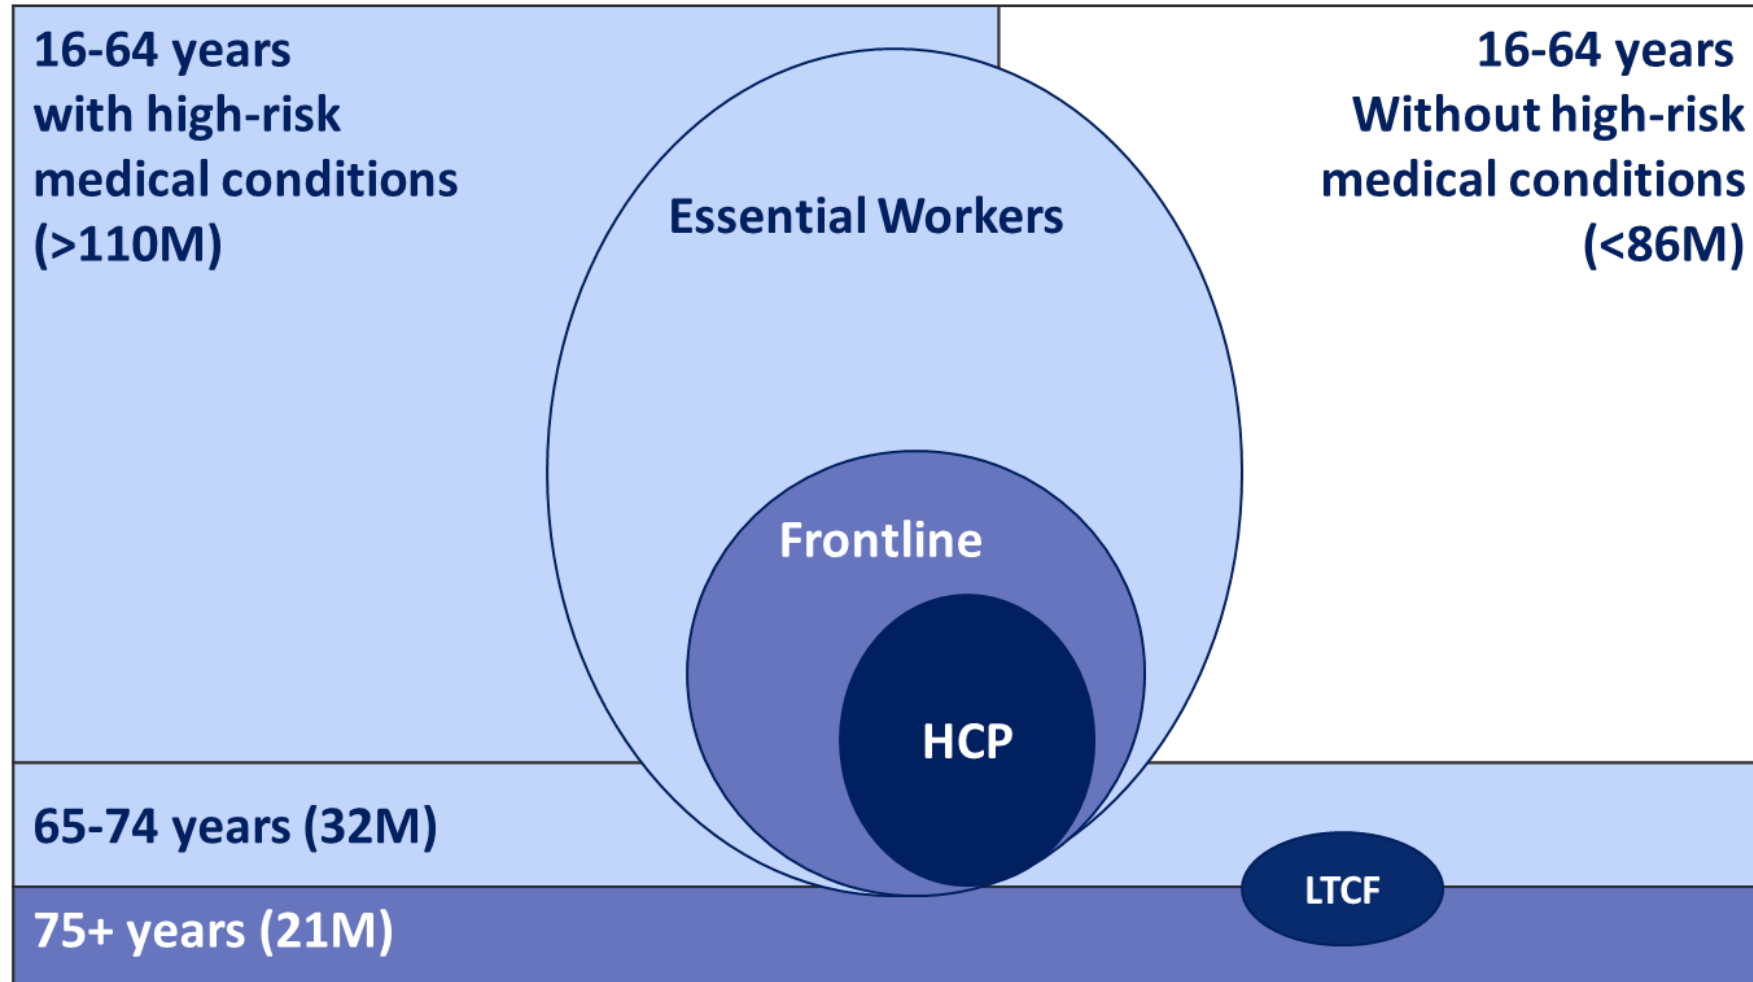 16-64 years
with high-risk
medical conditions
(>110M)
16-64 years
Without high-risk
medical conditions
(<86M)
Essential Workers
Frontline
HCP
65-74 years (32M)
LTCF
75+ years (21M)